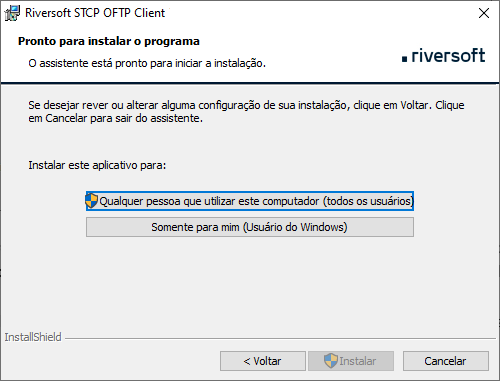 Riversoft STCP OFTP Client
Pronto para instalar o programa
O assistente está pronto para iniciar a instalação.
riversoft
Se desejar rever ou alterar alguma configuração de sua instalação, clique em Voltar. Clique
em Cancelar para sair do assistente.
Instalar este aplicativo para:
Qualquer pessoa que utilizar este computador (todos os usuários)
Somente para mim (Usuário do Windows)
InstallShield
< Voltar
Instalar
Cancelar